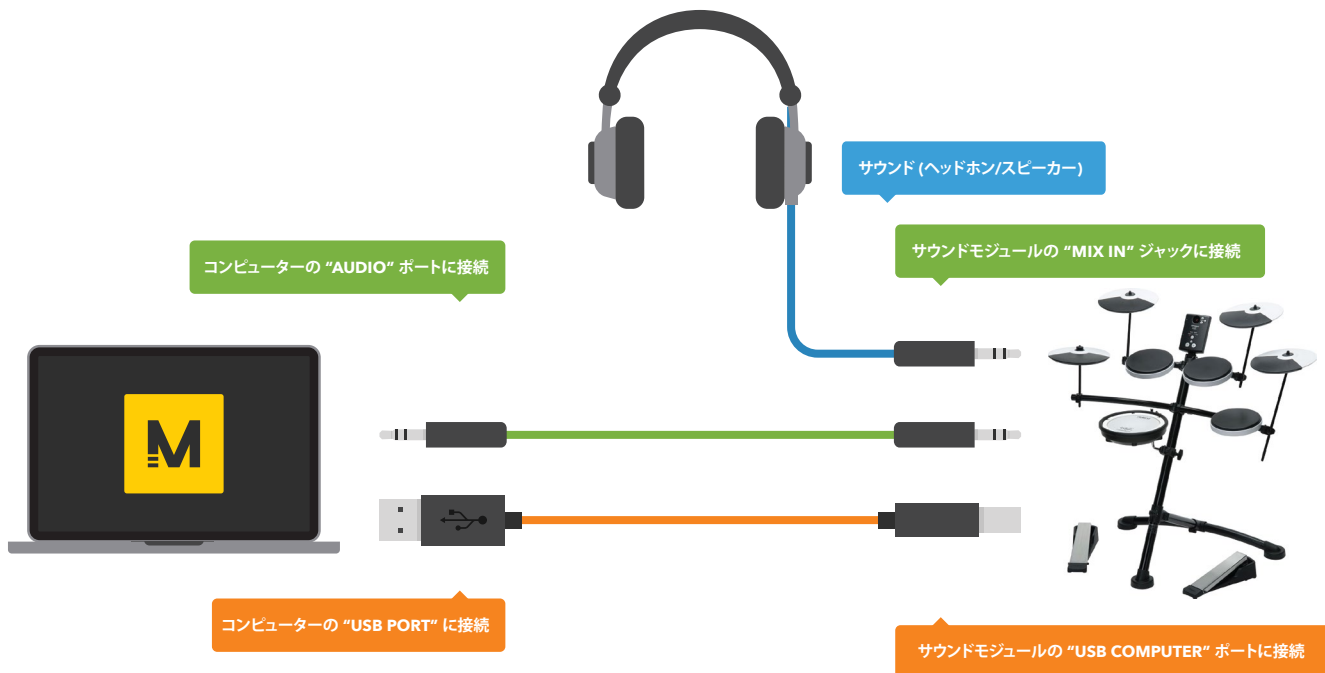 サウンド (ヘッドホン/スピーカー)
サウンドモジュールの “MIX IN” ジャックに接続
コンピューターの “AUDIO” ポートに接続
M
コンピューターの “USB PORT” に接続
サウンドモジュールの “USB COMPUTER” ポートに接続